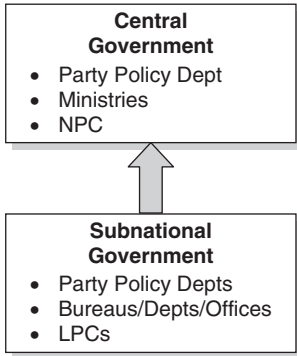 Central
Government
• Party Policy Dept
• Ministries
• NPC
Subnational
Government
• Party Policy Depts
• Bureaus/Depts/Offices
• LPCs